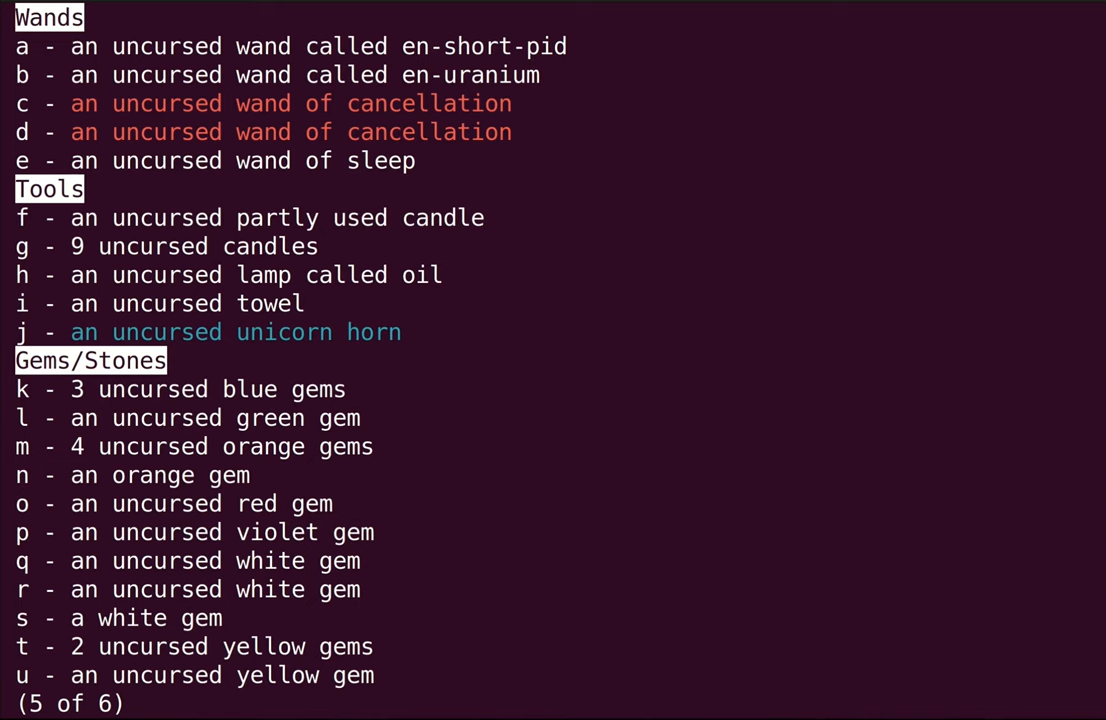 Wands
a - an uncursed wand called en-short-pid
b - an uncursed wand called en-uranium
c - an uncursed wand of cancellation
d - an uncursed wand of cancellation
e - an uncursed wand of sleep
Tools
f - an uncursed partly used candle
g - 9 uncursed candles
h - an uncursed lamp called oil
i - an uncursed towel
j - an uncursed unicorn horn
Gems/Stones
k - 3 uncursed blue gems
l - an uncursed green gem
m - 4 uncursed orange gems
n - an orange gem
o - an uncursed red gem
p - an uncursed violet gem
q - an uncursed white gem
r - an uncursed white gem
s - a white gem
t - 2 uncursed yellow gems
u - an uncursed yellow gem
(5 of 6)